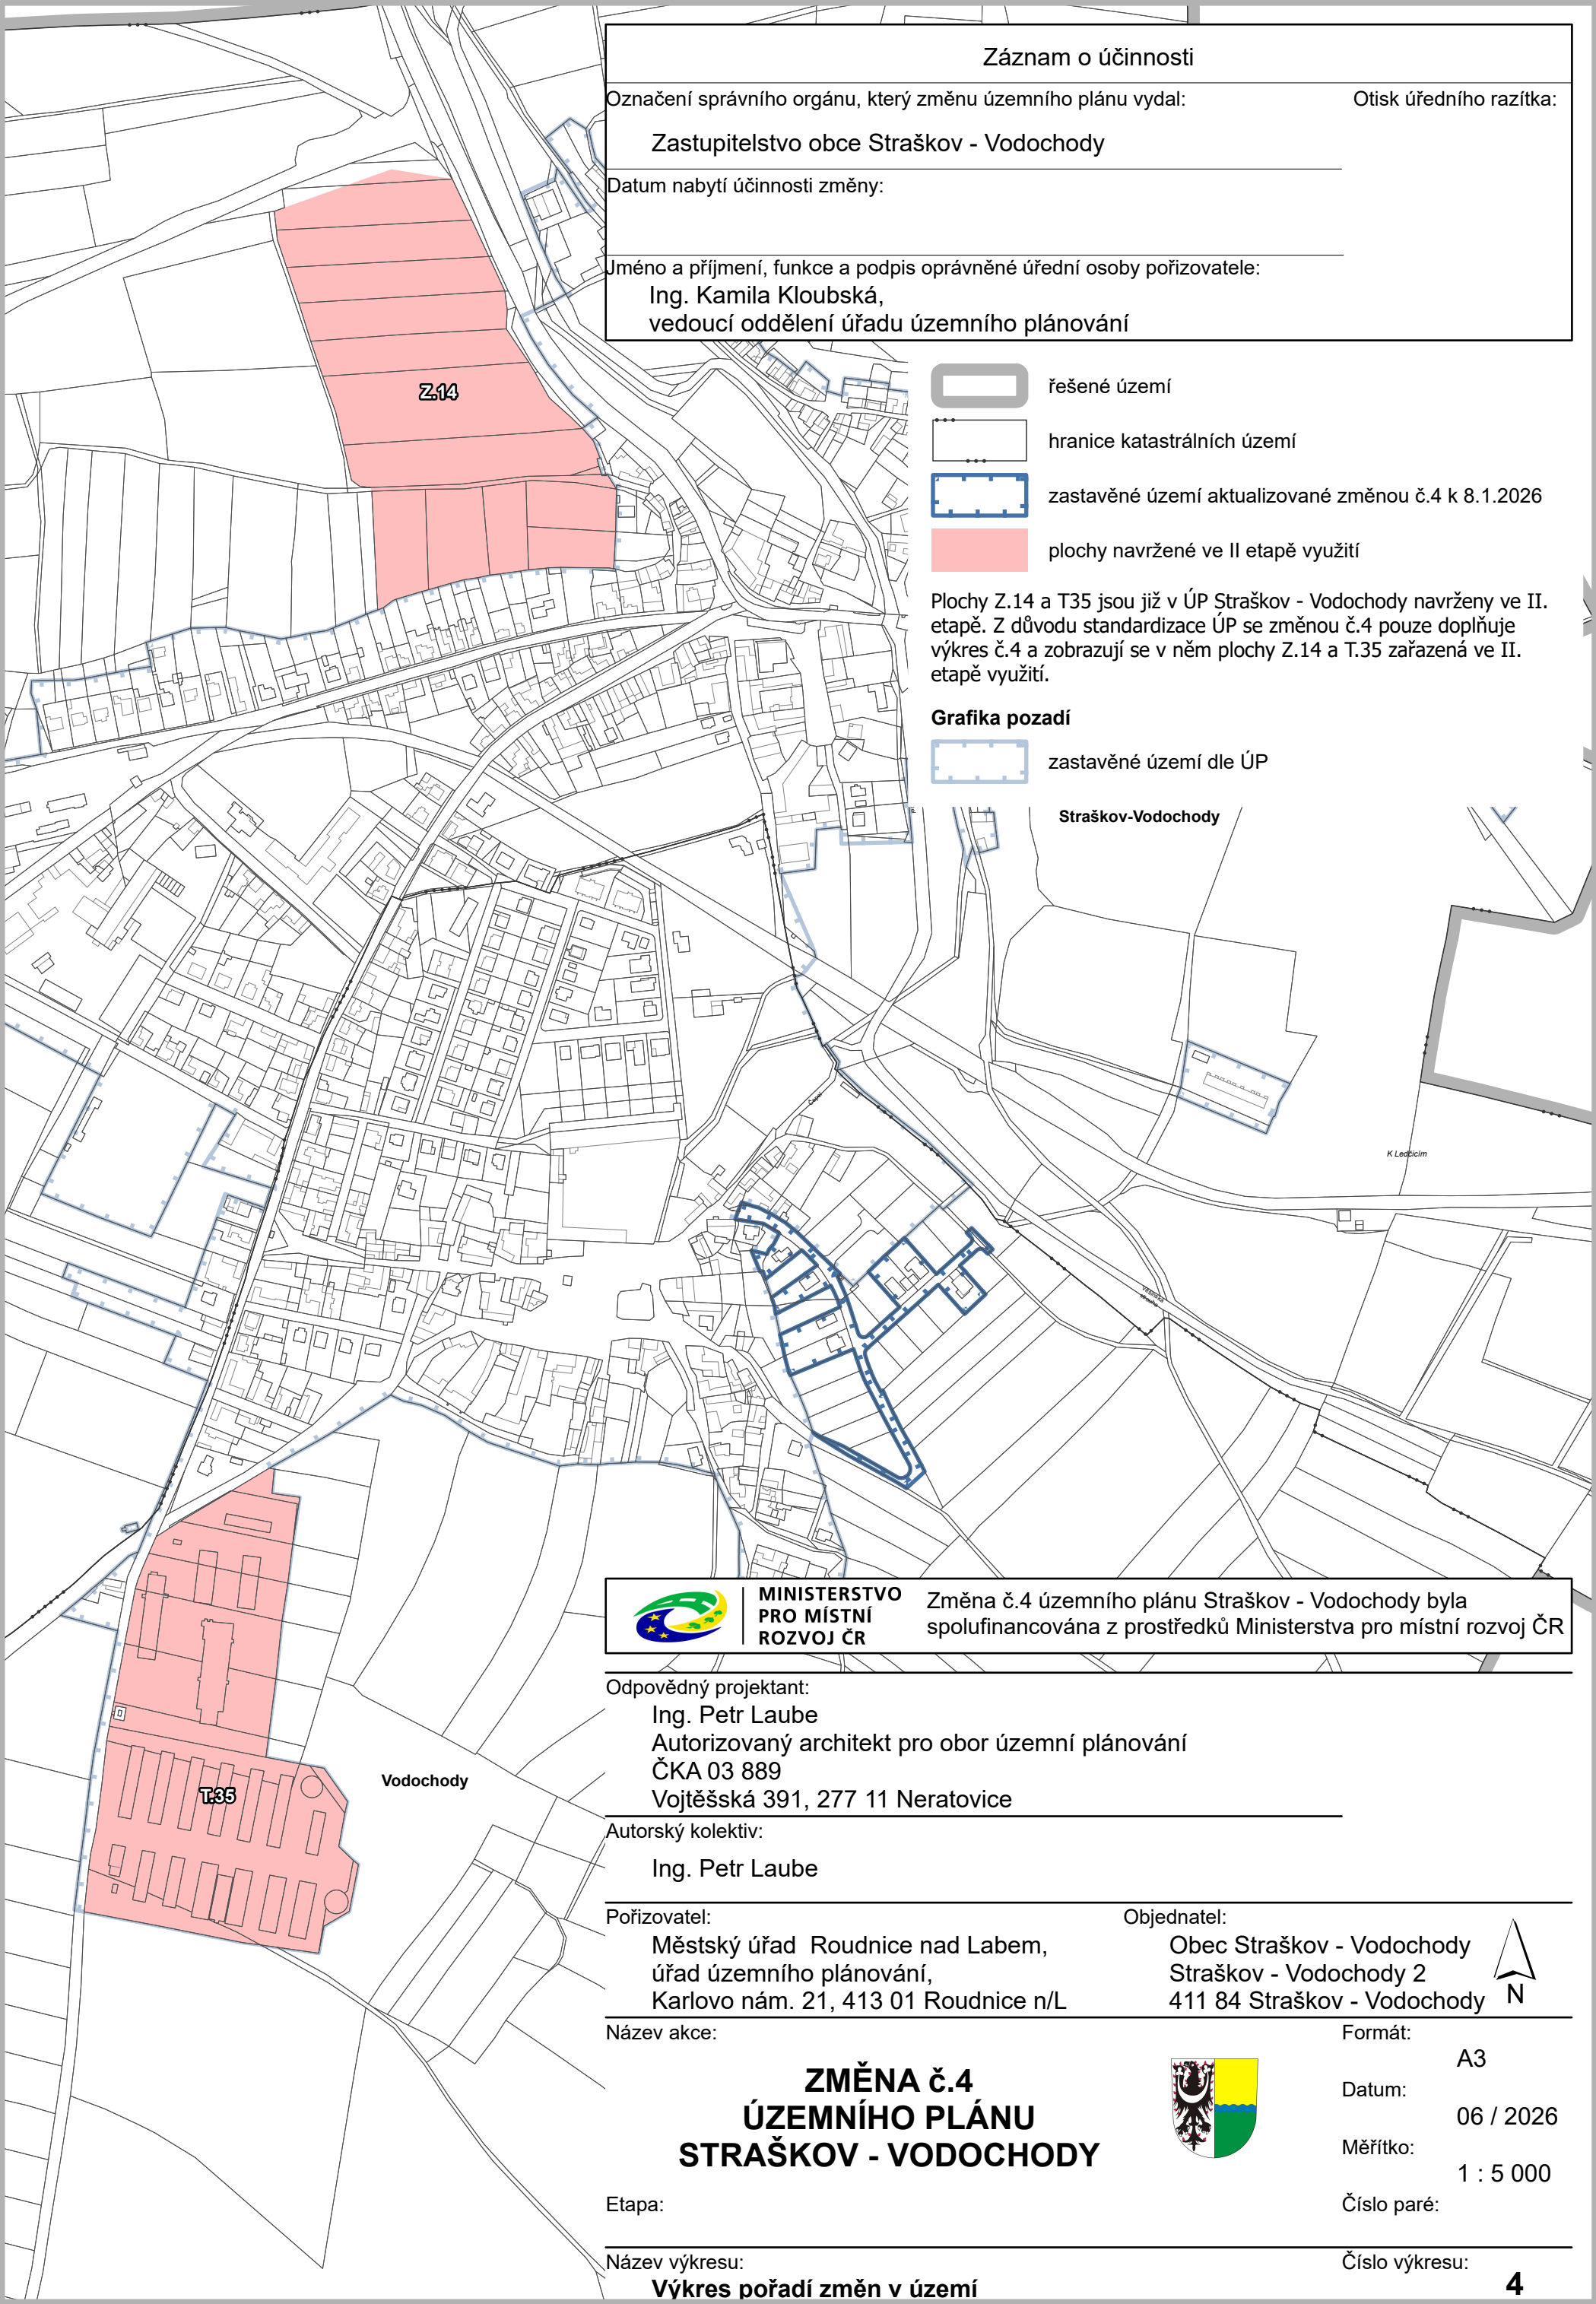 Záznam o účinnosti
Označení správního orgánu, který změnu územního plánu vydal:
Otisk úředního razítka:
Zastupitelstvo obce Straškov - Vodochody
Datum nabytí účinnosti změny:
Jméno a příjmení, funkce a podpis oprávněné úřední osoby pořizovatele:
Ing. Kamila Kloubská,
vedoucí oddělení úřadu územního plánování
Z.14
řešené území
hranice katastrálních území
zastavěné území aktualizované změnou č.4 k 8.1.2026
plochy navržené ve II etapě využití
Plochy Z.14 a T35 jsou již v ÚP Straškov - Vodochody navrženy ve II.
etapě. Z důvodu standardizace ÚP se změnou č.4 pouze doplňuje
výkres č.4 a zobrazují se v něm plochy Z.14 a T.35 zařazená ve II.
etapě využití.
Grafika pozadí
zastavěné území dle ÚP
Straškov-Vodochody
K Ledčicím
MINISTERSTVO
PRO MÍSTNÍ
ROZVOJ ČR
Změna č.4 územního plánu Straškov - Vodochody byla
spolufinancována z prostředků Ministerstva pro místní rozvoj ČR
Odpovědný projektant:
Ing. Petr Laube
Autorizovaný architekt pro obor územní plánování
ČKA 03 889
Vojtěšská 391, 277 11 Neratovice
Vodochody
T.35
Autorský kolektiv:
Ing. Petr Laube
Pořizovatel:
Městský úřad  Roudnice nad Labem,
úřad územního plánování,
Karlovo nám. 21, 413 01 Roudnice n/L
Objednatel:
Obec Straškov - Vodochody
Straškov - Vodochody 2
411 84 Straškov - Vodochody
N
Název akce:
ZMĚNA č.4
ÚZEMNÍHO PLÁNU
STRAŠKOV - VODOCHODY
Formát:
A3
Datum:
06 / 2026
Měřítko:
1 : 5 000
Etapa:
Číslo paré:
Název výkresu:
Výkres pořadí změn v území
Číslo výkresu:
4